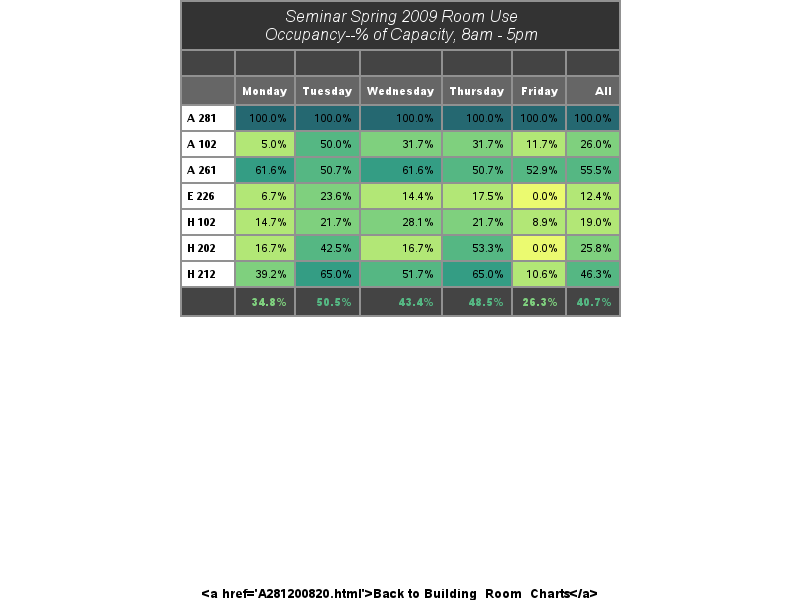 Seminar Spring 2009 Room Use
Occupancy--% of Capacity, 8am - 5pm
Monday Tuesday Wednesday Thursday Friday All
A 281 100.0% 100.0% 100.0% 100.0% 100.0% 100.0%
A 102 5.0% 50.0% 31.7% 31.7% 11.7% 26.0%
A 261 61.6% 50.7% 61.6% 50.7% 52.9% 55.5%
E 226 6.7% 23.6% 14.4% 17.5% 0.0% 12.4%
H 102 14.7% 21.7% 28.1% 21.7% 8.9% 19.0%
H 202 16.7% 42.5% 16.7% 53.3% 0.0% 25.8%
H 212 39.2% 65.0% 51.7% 65.0% 10.6% 46.3%
34.8% 50.5% 43.4% 48.5% 26.3% 40.7%
<a href='A281200820.html'>Back to Building_Room_Charts</a>